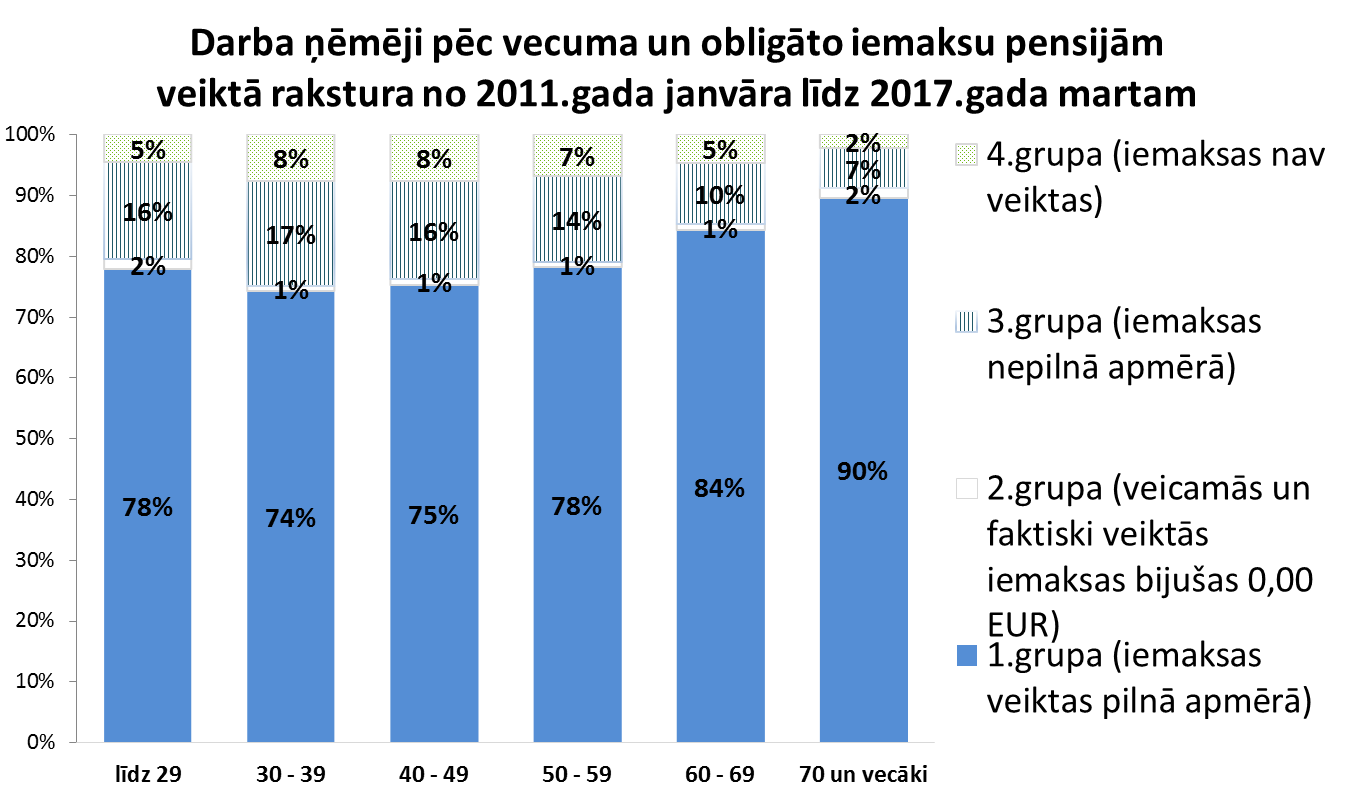 Darba ņēmēji pēc vecuma un obligāto iemaksu pensijām
veiktā rakstura no 2011.gada janvāra līdz 2017.gada martam
100%
90%
80%
70%
60%
50%
40%
30%
20%
10%
0%
5%
16%
2%
78%
8%
17%
1%
74%
8%
16%
1%
75%
7%
14%
1%
78%
5%
10%
1%
84%
2%
7%
2%
90%
līdz 29
30 - 39
40 - 49
50 - 59
60 - 69
70 un vecāki
4.grupa (iemaksas nav
veiktas)
3.grupa (iemaksas
nepilnā apmērā)
2.grupa (veicamās un
faktiski veiktās
iemaksas bijušas 0,00
EUR)
1.grupa (iemaksas
veiktas pilnā apmērā)